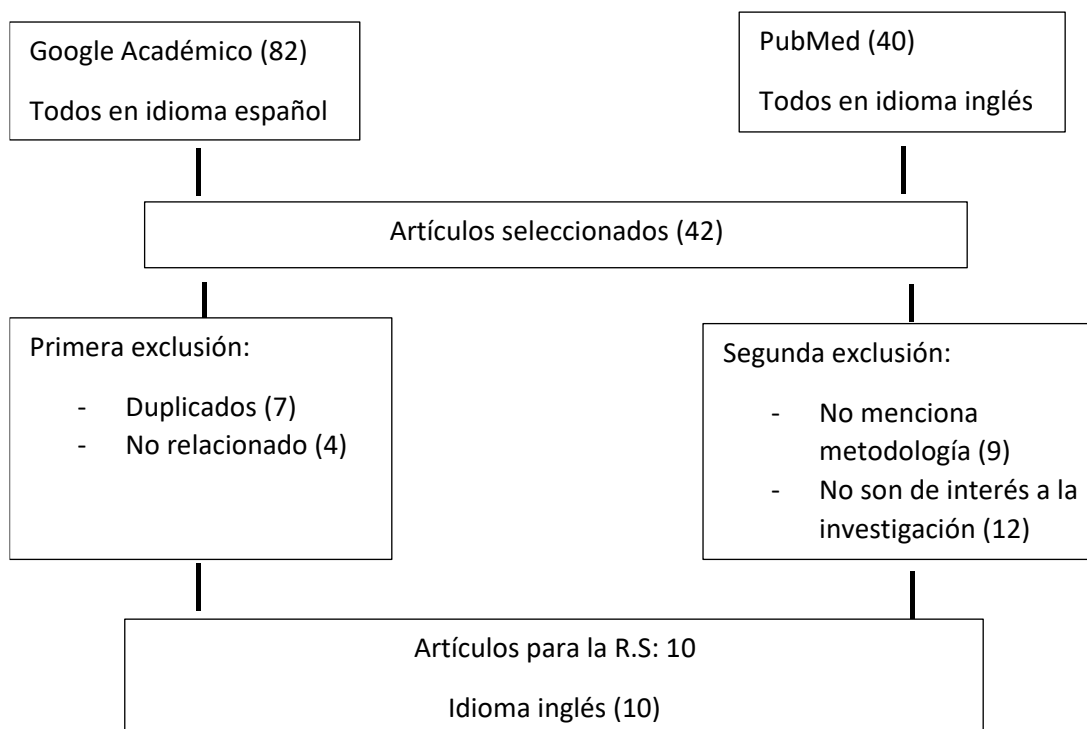 Google Académico (82)
Todos en idioma español
PubMed (40)
Todos en idioma inglés
Artículos seleccionados (42)
Primera exclusión:
- Duplicados (7)
- No relacionado (4)
Segunda exclusión:
- No menciona
metodología (9)
- No son de interés a la
investigación (12)
Artículos para la R.S: 10
Idioma inglés (10)